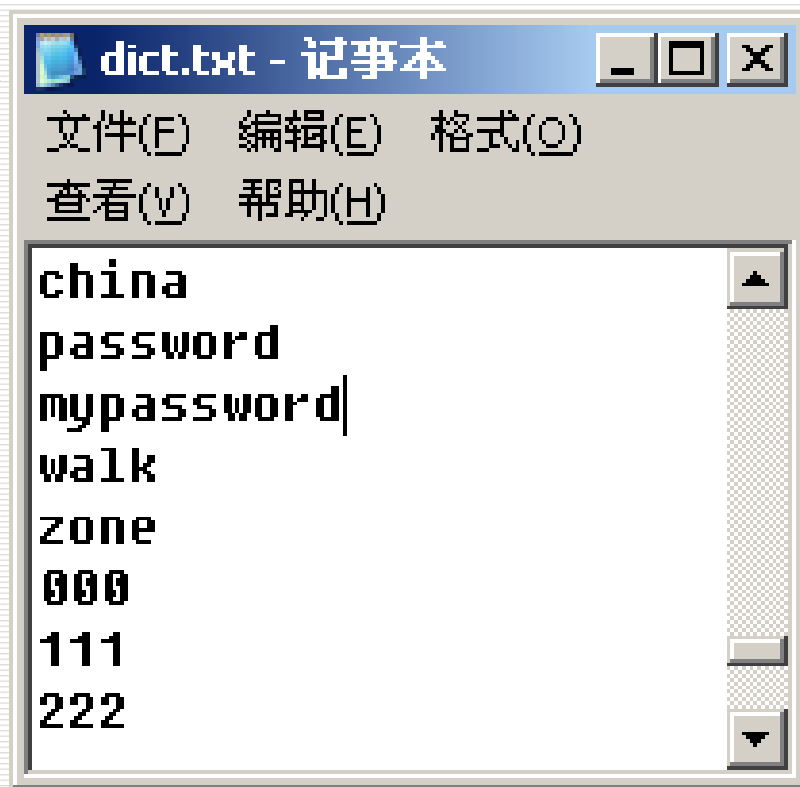 dict.txt - 记事本
文件(F) 编辑(E) 格式(O)
查看(V) 帮助(H)
china
password
mypassword
walk
zone
000
111
222